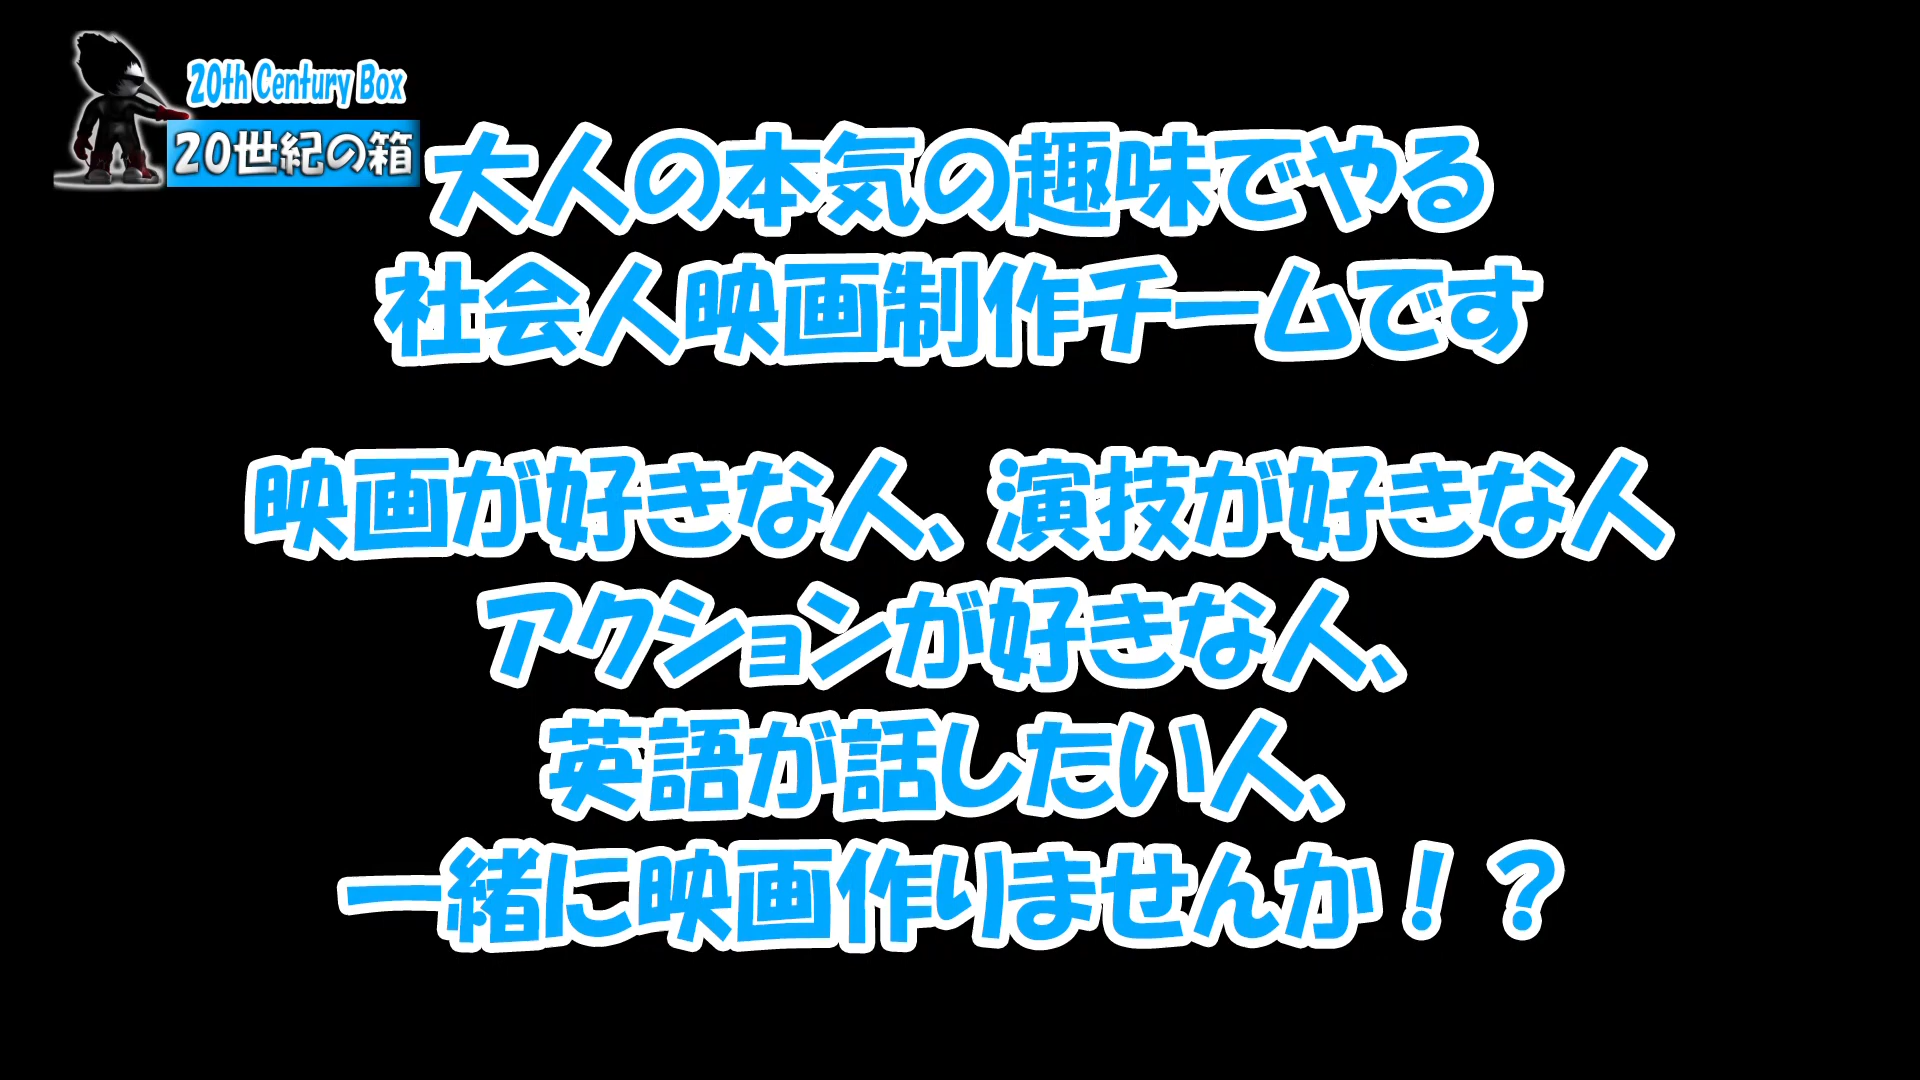 20th Century Box
20世紀の箱
大人の本気の趣味でやる
社会人映画制作チームです
映画が好きな人、演技が好きな人
アクションが好きな人、
英語が話したい人、
一緒に映画作りませんか！？